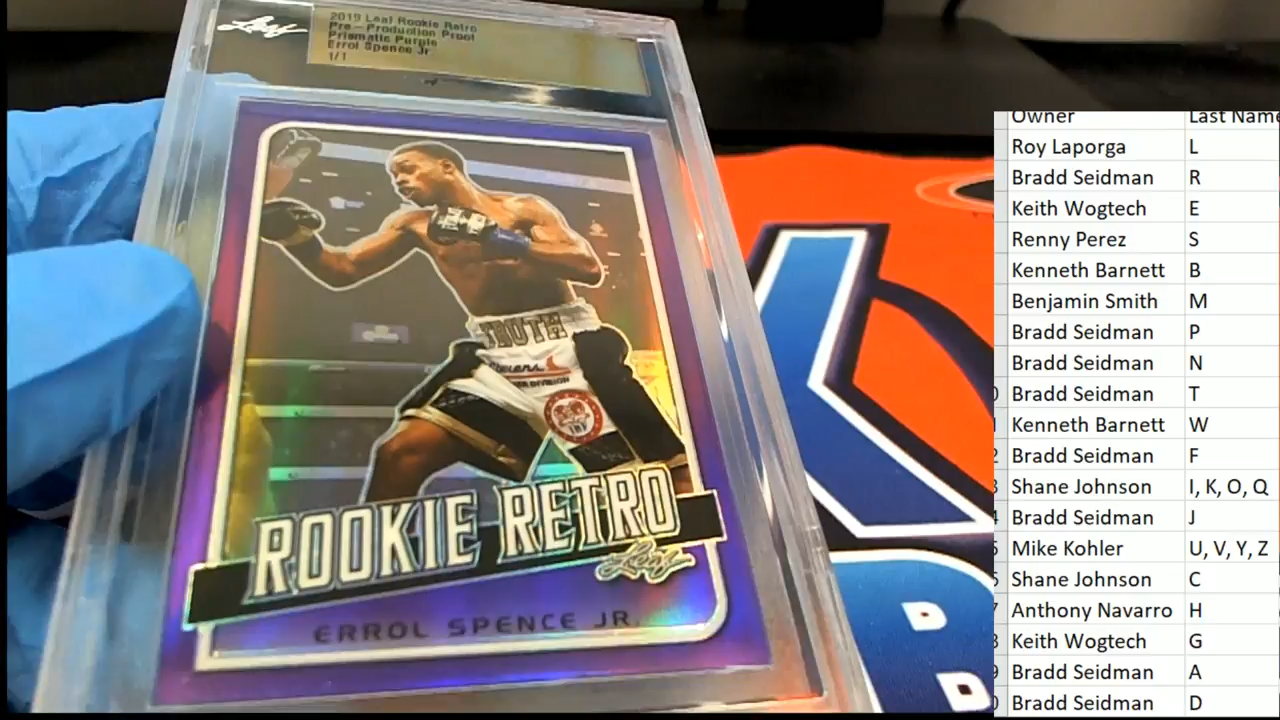 Leaf
2019 Leaf Rookie Retro
Pre-Production Proof
Prismatic Purple
Errol Spence Jr.
1/1
TRUTH
ROOKIE RETRO
Leaf
ERROL SPENCE JR.
Owner Last Name
Roy Laporga L
Bradd Seidman R
Keith Wogtech E
Renny Perez S
Kenneth Barnett B
Benjamin Smith M
Bradd Seidman P
Bradd Seidman N
Bradd Seidman T
Kenneth Barnett W
Bradd Seidman F
Shane Johnson I, K, O, Q
Bradd Seidman J
Mike Kohler U, V, Y, Z
Shane Johnson C
Anthony Navarro H
Keith Wogtech G
Bradd Seidman A
Bradd Seidman D